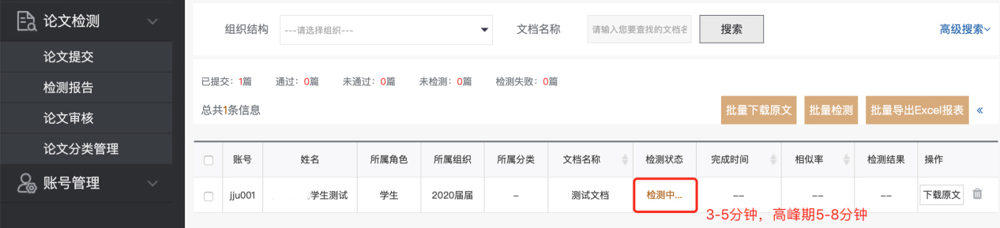 论文检测
论文提交
检测报告
论文审核
论文分类管理
账号管理
组织结构 ---请选择组织--- 文档名称 请输入您要查找的文档名 搜索 高级搜索
已提交：1篇 通过：0篇 未通过：0篇 未检测：0篇 检测失败：0篇
总共1条信息 批量下载原文 批量检测 批量导出Excel报表 «
账号 姓名 所属角色 所属组织 所属分类 文档名称 检测状态 完成时间 相似率 检测结果 操作
jju001 学生测试 学生 2020届届 – 测试文档 检测中... –– –– –– 下载原文
3-5分钟，高峰期5-8分钟